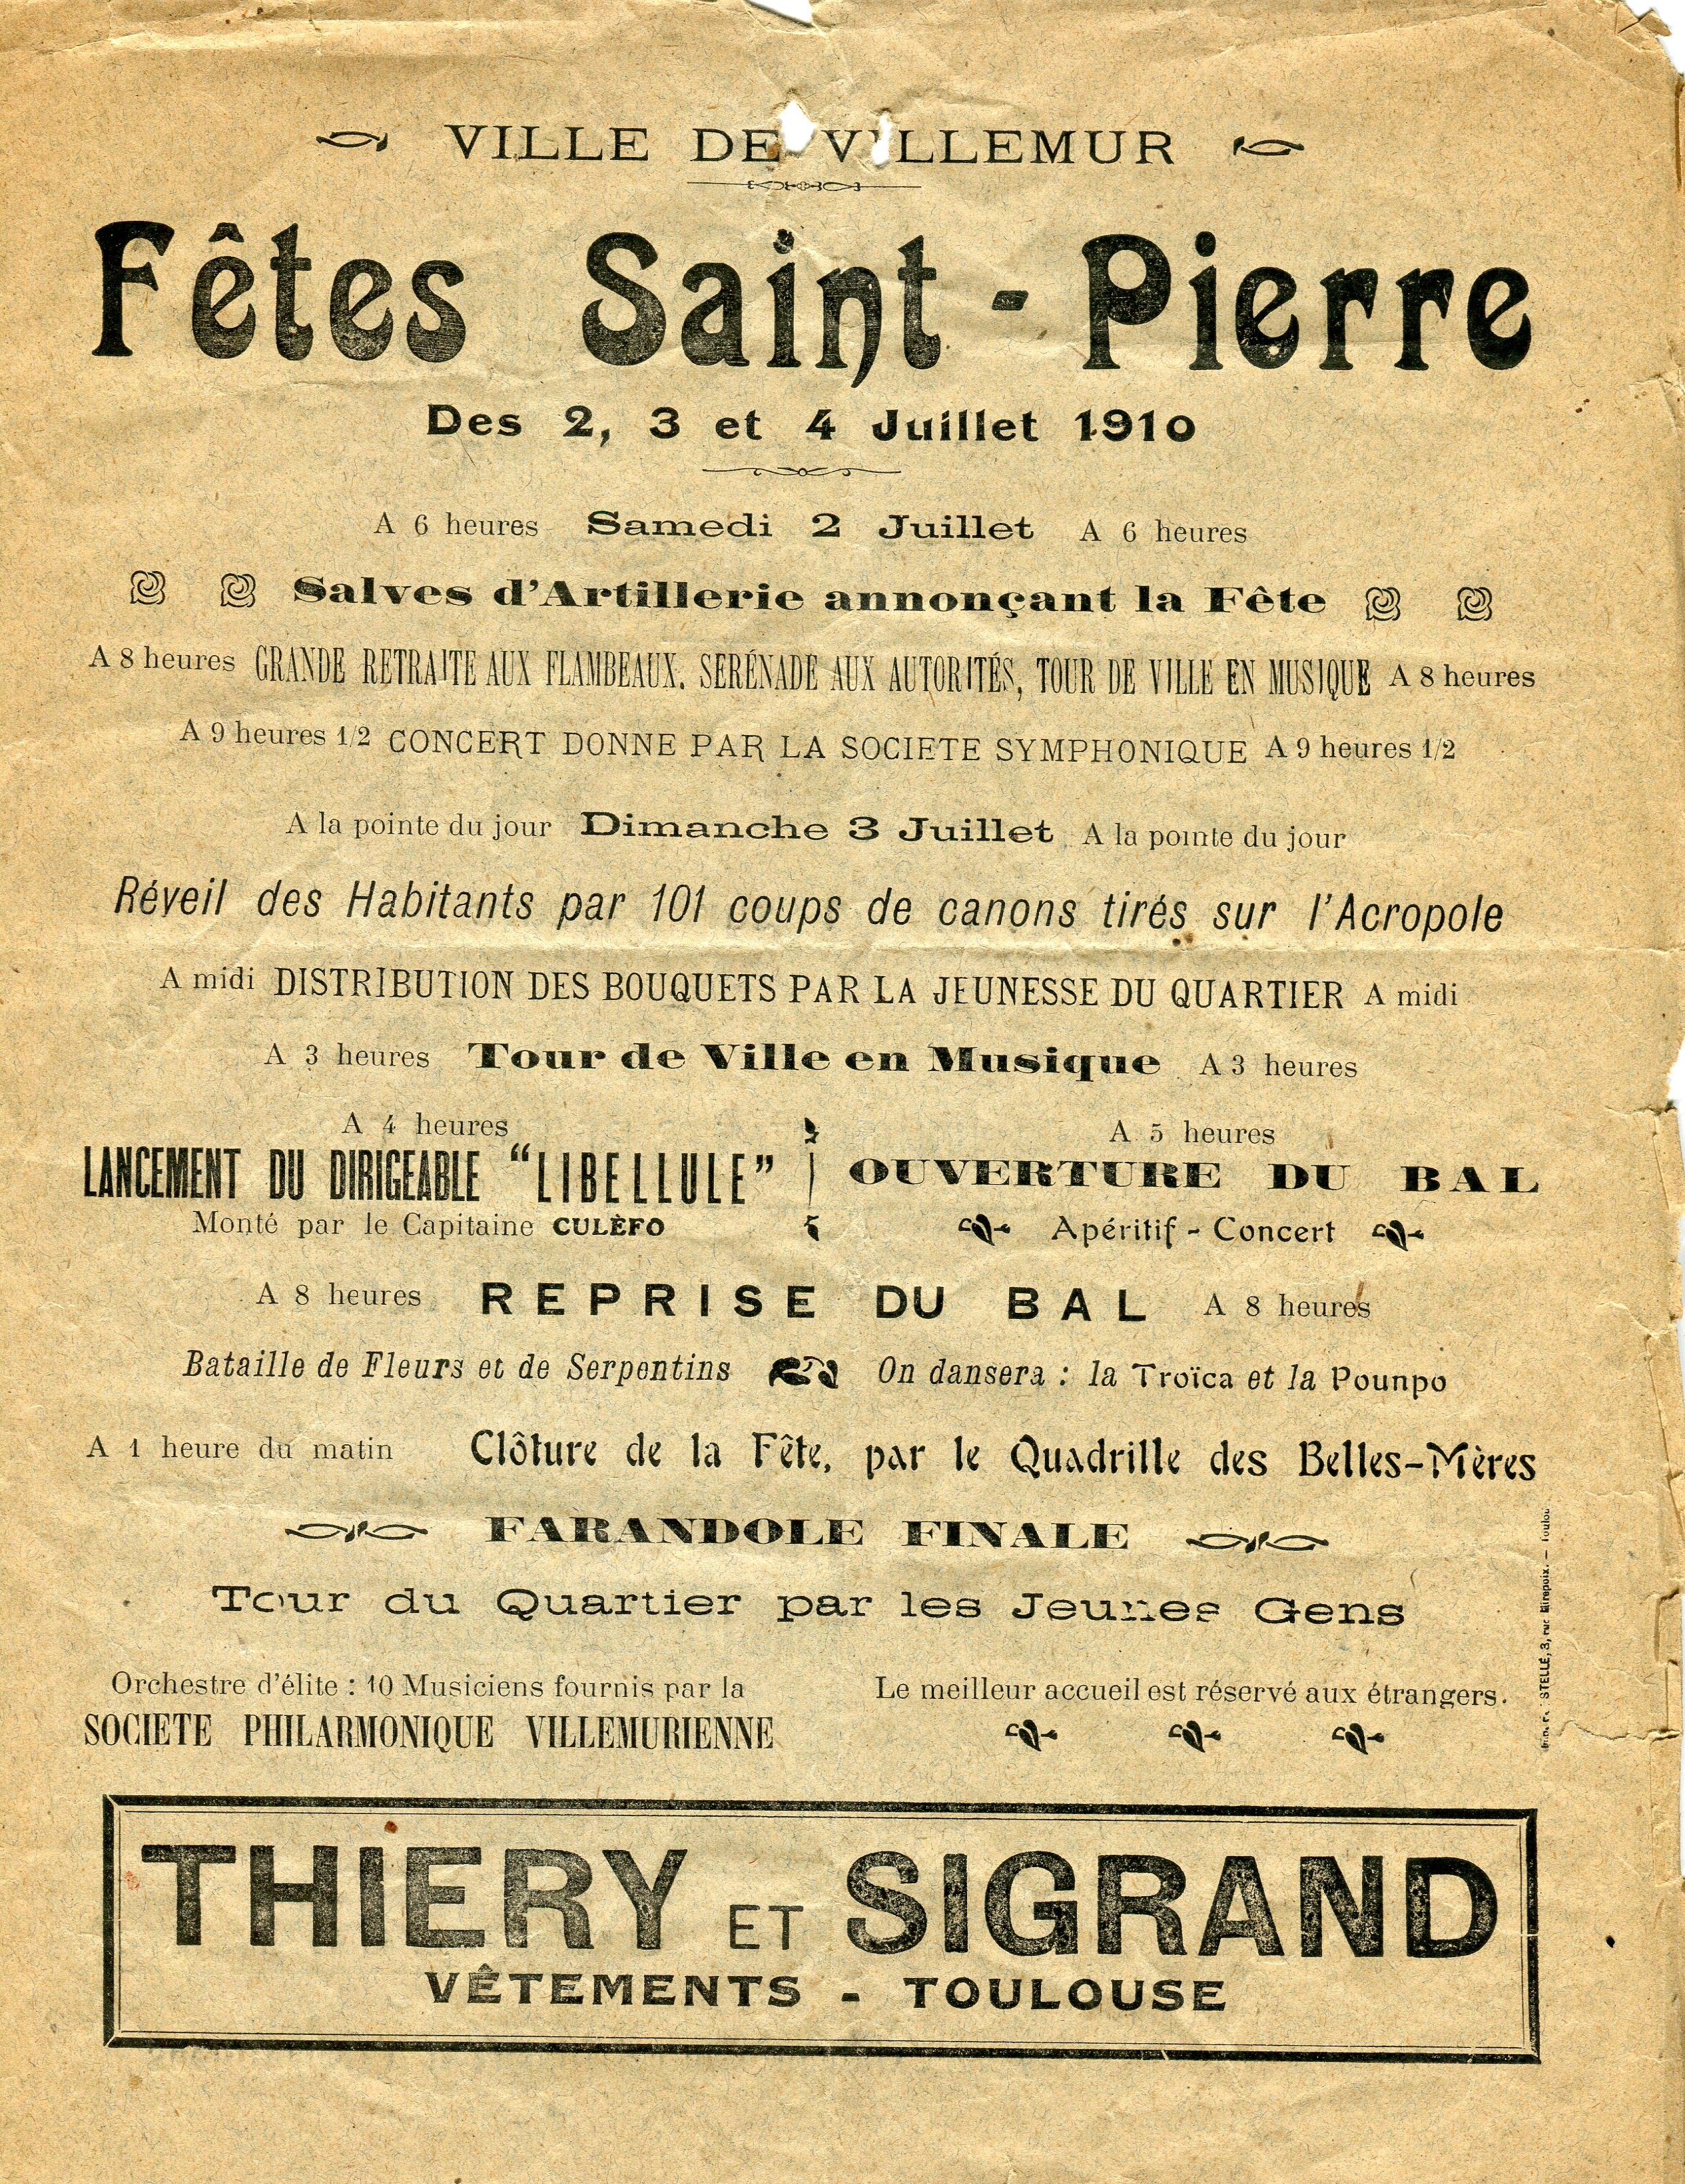 VILLE DE VILLEMUR
Fêtes Saint-Pierre
Des 2, 3 et 4 Juillet 1910
A 6 heures Samedi 2 Juillet A 6 heures
Salves d'Artillerie annonçant la Fête
A 8 heures GRANDE RETRAITE AUX FLAMBEAUX. SERÉNADE AUX AUTORITÉS, TOUR DE VILLE EN MUSIQUE A 8 heures
A 9 heures 1/2 CONCERT DONNE PAR LA SOCIETE SYMPHONIQUE A 9 heures 1/2
A la pointe du jour Dimanche 3 Juillet A la pointe du jour
Réveil des Habitants par 101 coups de canons tirés sur l'Acropole
A midi DISTRIBUTION DES BOUQUETS PAR LA JEUNESSE DU QUARTIER A midi
A 3 heures Tour de Ville en Musique A 3 heures
A 4 heures
LANCEMENT DU DIRIGEABLE "LIBELLULE"
Monté par le Capitaine CULÈFO
A 5 heures
OUVERTURE DU BAL
Apéritif - Concert
A 8 heures REPRISE DU BAL A 8 heures
Bataille de Fleurs et de Serpentins On dansera : la Troïca et la Pounpo
A 1 heure du matin Clôture de la Fête, par le Quadrille des Belles-Mères
FARANDOLE FINALE
Tour du Quartier par les Jeunes Gens
Orchestre d'élite : 10 Musiciens fournis par la
SOCIETE PHILARMONIQUE VILLEMURIENNE
Le meilleur accueil est réservé aux étrangers.
STELLE, 3, rue Mirepoix. —
THIERY ET SIGRAND
VÊTEMENTS - TOULOUSE